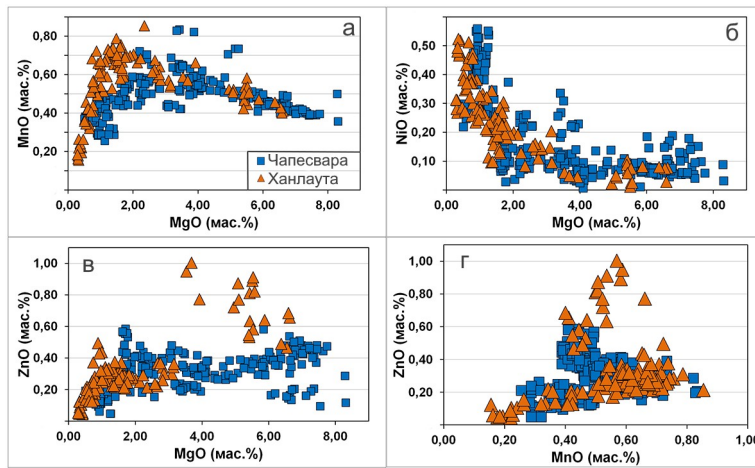 а
MnO (мас.%)
0,80
0,60
0,40
0,20
0,00 2,00 4,00 6,00 8,00
MgO (мас.%)
Чапесвара
Ханлаута
б
NiO (мас.%)
0,50
0,40
0,30
0,20
0,10
0,00 2,00 4,00 6,00 8,00
MgO (мас.%)
в
ZnO (мас.%)
1,00
0,80
0,60
0,40
0,20
0,00 2,00 4,00 6,00 8,00
MgO (мас.%)
г
ZnO (мас.%)
1,00
0,80
0,60
0,40
0,20
0,00 0,20 0,40 0,60 0,80 1,00
MnO (мас.%)